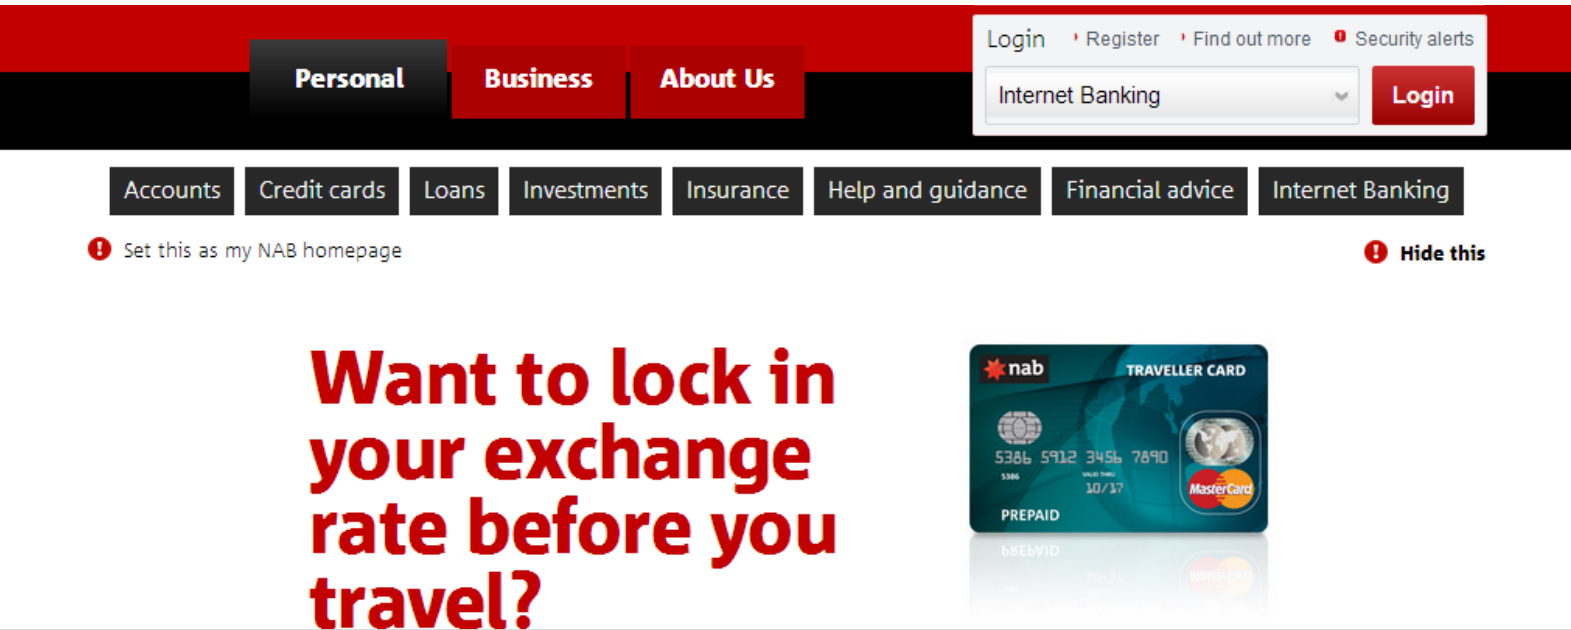 Login Register Find out more Security alerts
Personal Business About Us
Internet Banking Login
Accounts Credit cards Loans Investments Insurance Help and guidance Financial advice Internet Banking
Set this as my NAB homepage
Hide this
Want to lock in
your exchange
rate before you
travel?
nab TRAVELLER CARD
5386 5912 3456 7890
5386 VALID THRU
10/17
MasterCard
PREPAID